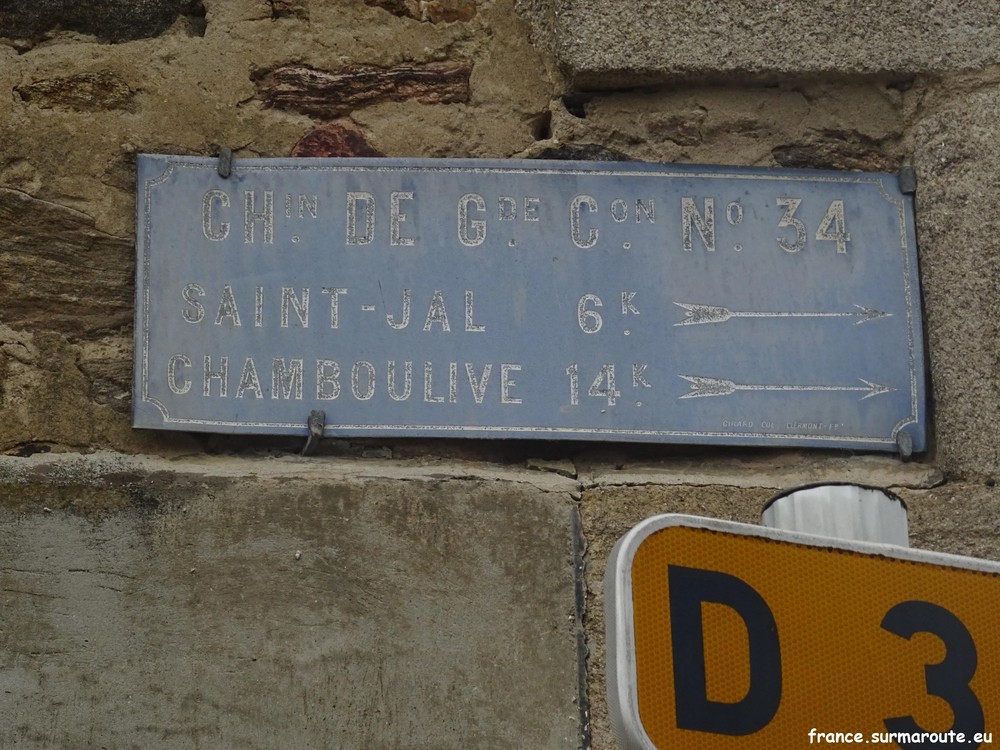 CHIN. DE GDE. CON. NO. 34
SAINT-JAL 6K.
CHAMBOULIVE 14K.
D 3
france.surmaroute.eu